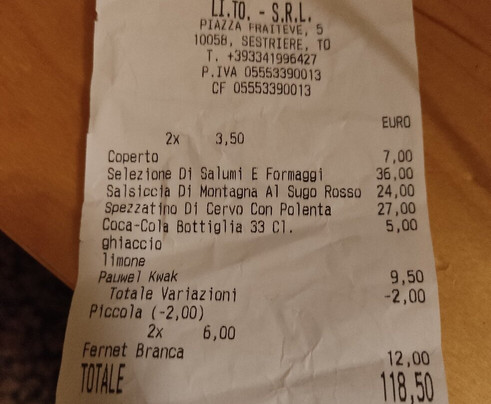 LI.TO. - S.R.L.
PIAZZA FRAITEVE, 5
10058, SESTRIERE, TO
T. +393341996427
P.IVA 05553390013
CF 05553390013
EURO
2x 3,50
Coperto 7,00
Selezione Di Salumi E Formaggi 36,00
Salsiccia Di Montagna Al Sugo Rosso 24,00
Spezzatino Di Cervo Con Polenta 27,00
Coca-Cola Bottiglia 33 Cl. 5,00
ghiaccio
limone
Pauwel Kwak 9,50
Totale Variazioni -2,00
Piccola (-2,00)
2x 6,00
Fernet Branca 12,00
TOTALE 118,50